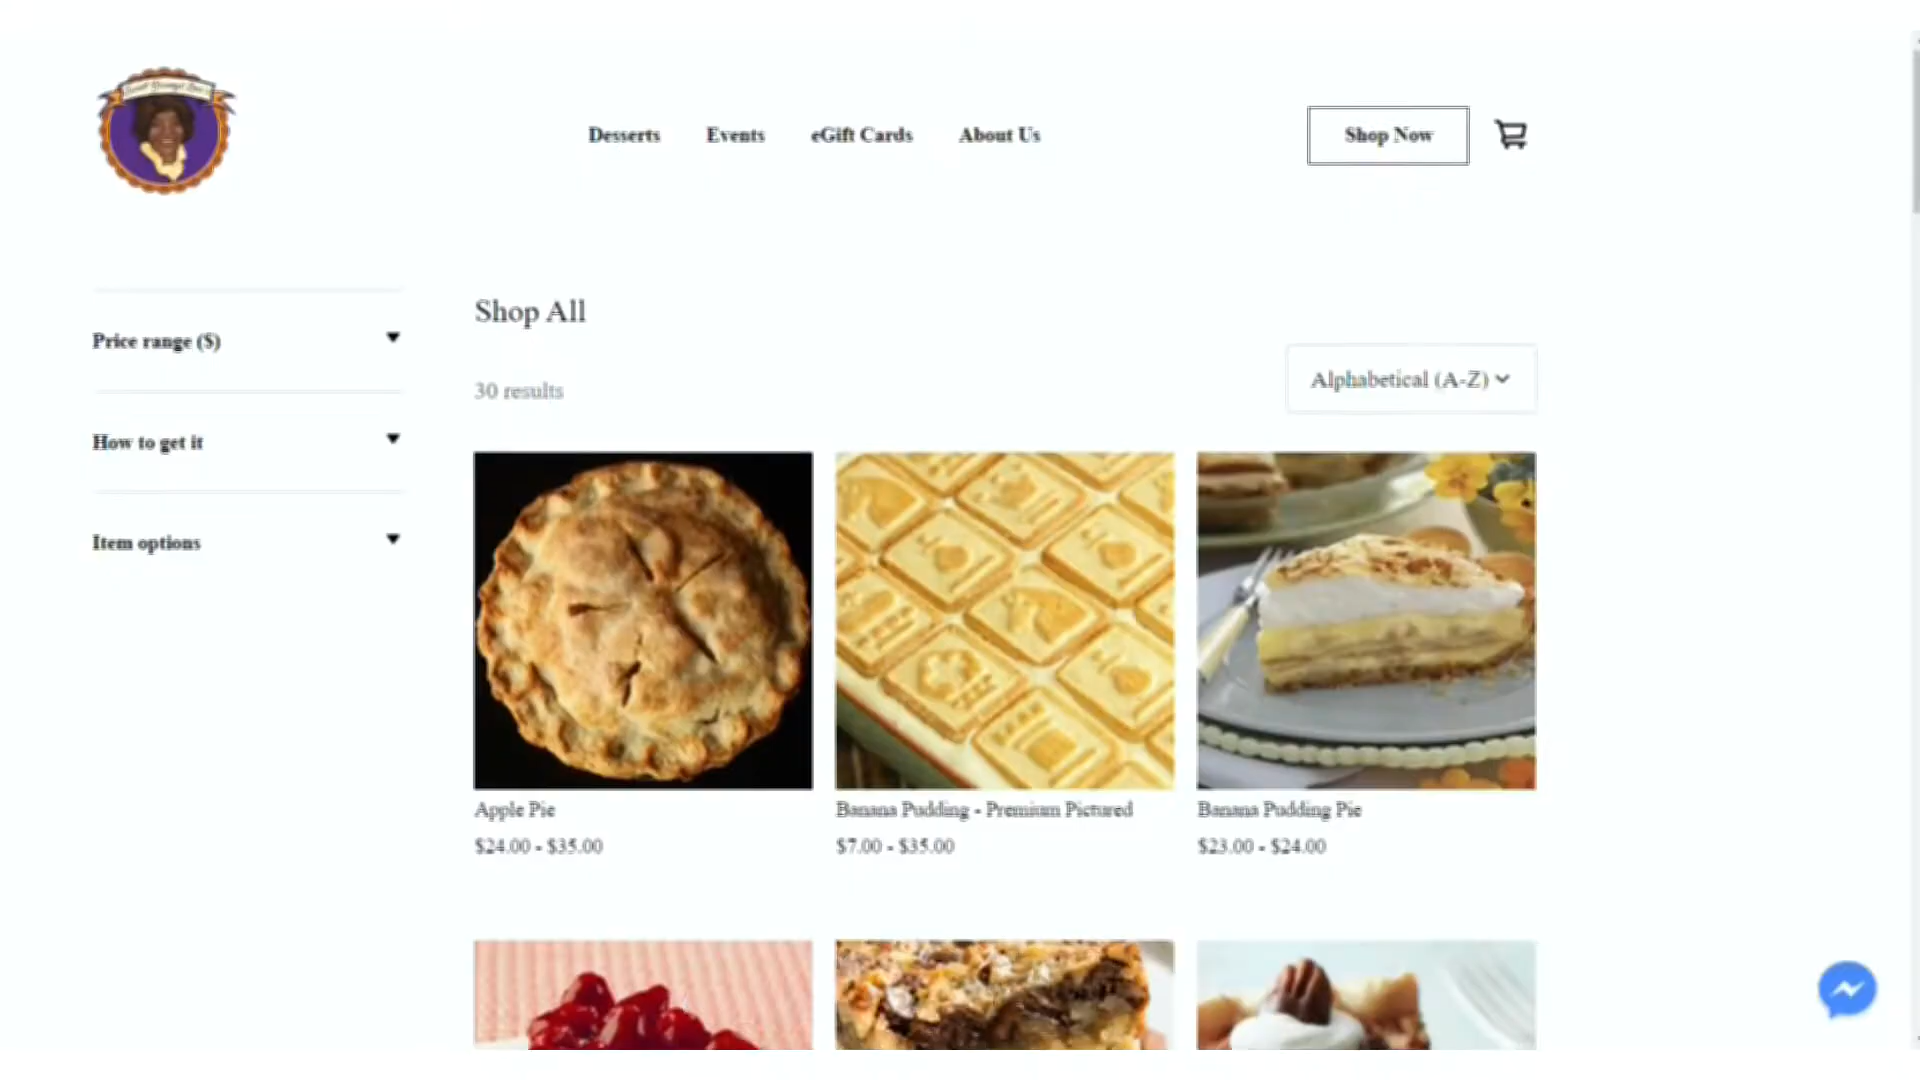 Desserts
Events
eGift Cards
About Us
Shop Now
Shop All
Price range ($)
30 results
Alphabetical (A-Z)
How to get it
Item options
Apple Pie
Banana Pudding - Premium Pictured
Banana Pudding Pie
$24.00 - $35.00
$7.00 - $35.00
$23.00 - $24.00